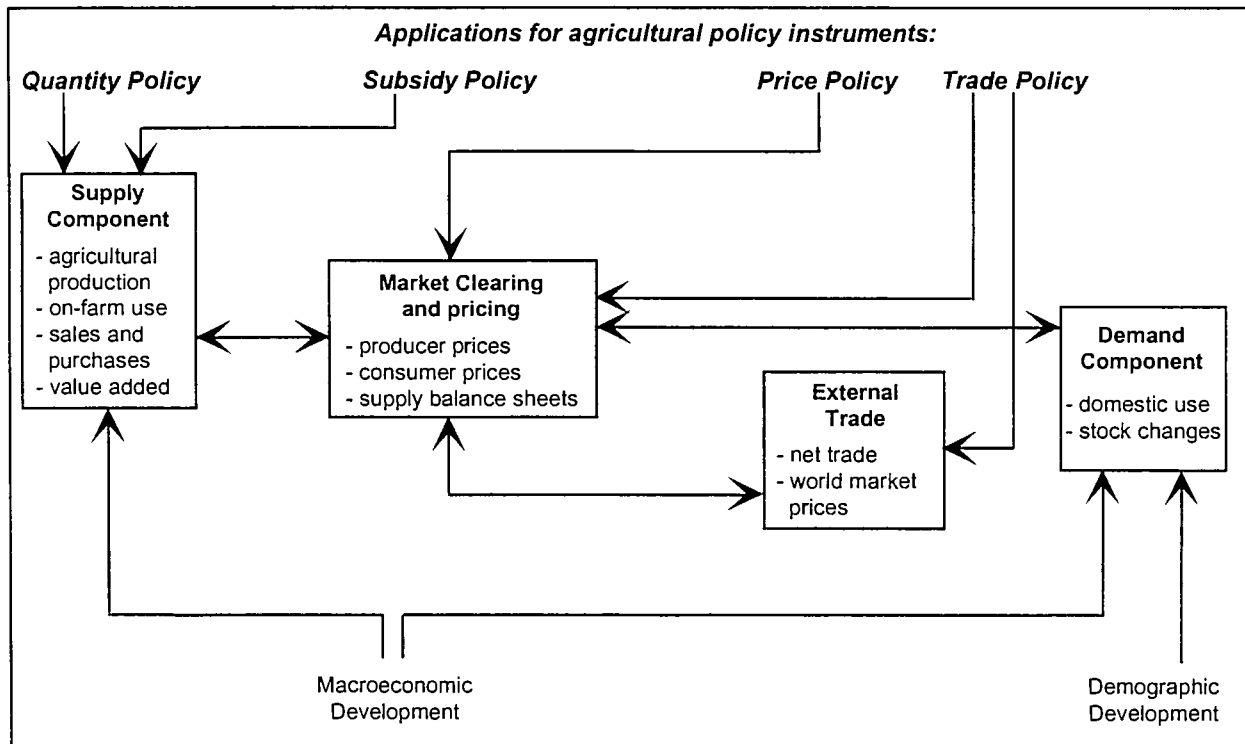 Applications for agricultural policy instruments:
Quantity Policy
Subsidy Policy
Price Policy
Trade Policy
Supply
Component
- agricultural
production
- on-farm use
- sales and
purchases
- value added
Market Clearing
and pricing
- producer prices
- consumer prices
- supply balance sheets
External
Trade
- net trade
- world market
prices
Demand
Component
- domestic use
- stock changes
Macroeconomic
Development
Demographic
Development